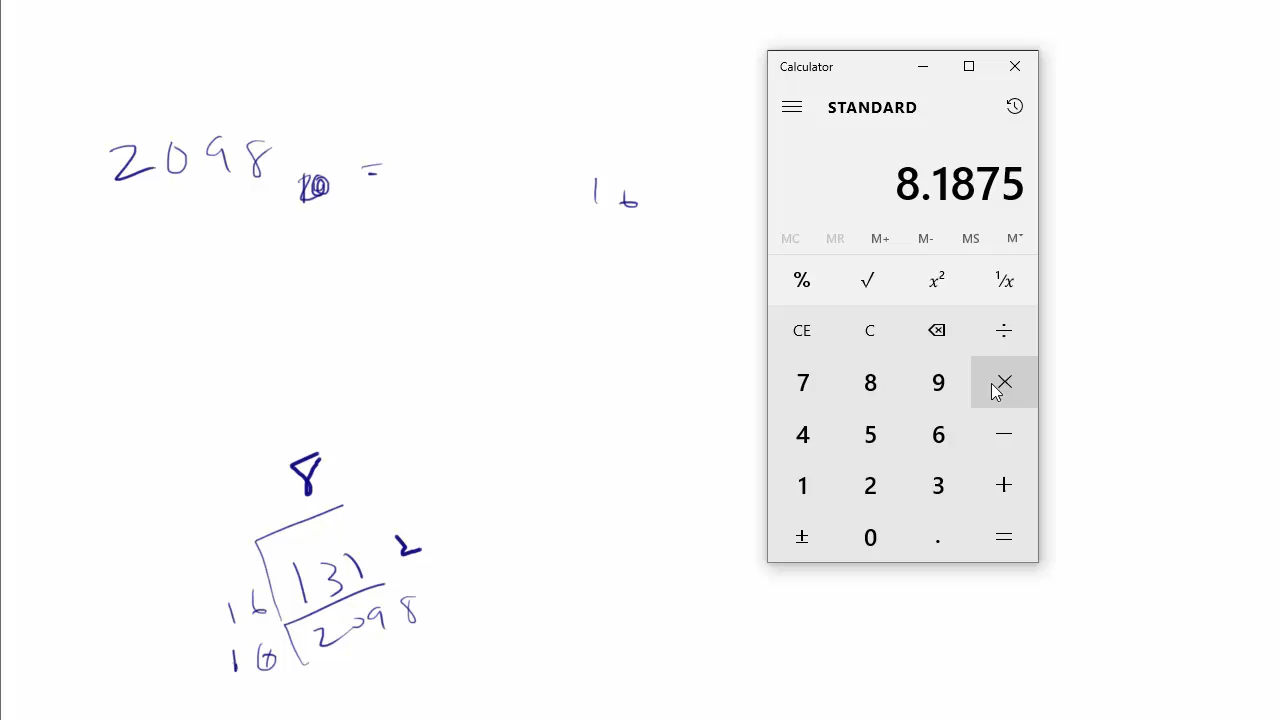 2098 10 =
16
8
16 131 2
16 2098
Calculator
STANDARD
8.1875
MC MR M+ M- MS M˅
% √ x² ¹/x
CE C ÷
7 8 9 ×
4 5 6 −
1 2 3 +
± 0 . =